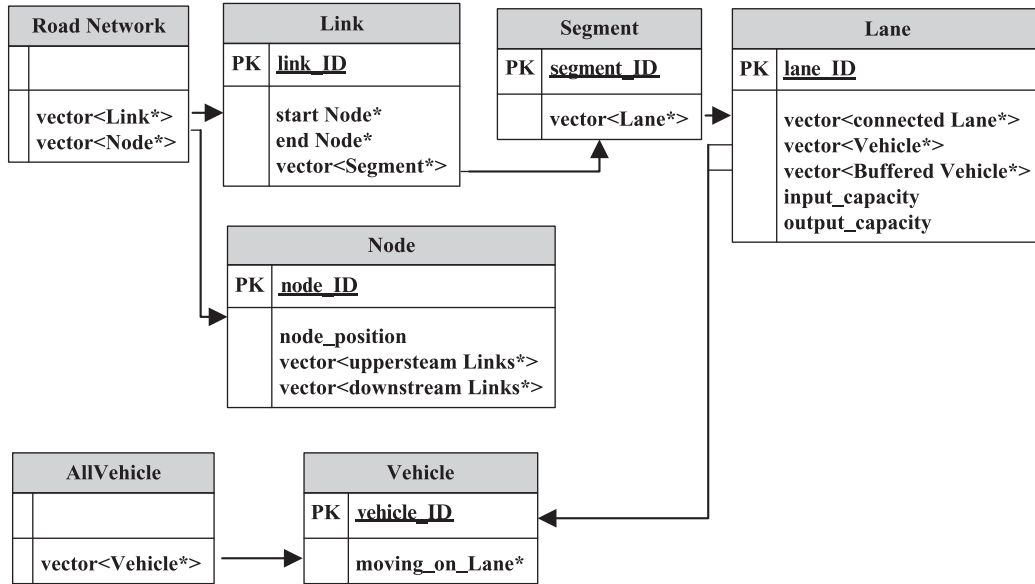 Road Network
vector<Link*>
vector<Node*>
Link
PK link_ID
start Node*
end Node*
vector<Segment*>
Segment
PK segment_ID
vector<Lane*>
Lane
PK lane_ID
vector<connected Lane*>
vector<Vehicle*>
vector<Buffered Vehicle*>
input_capacity
output_capacity
Node
PK node_ID
node_position
vector<uppersteam Links*>
vector<downstream Links*>
AllVehicle
vector<Vehicle*>
Vehicle
PK vehicle_ID
moving_on_Lane*